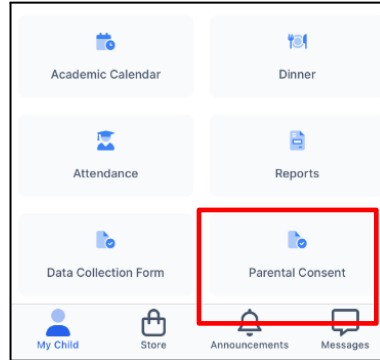 Academic Calendar
Dinner
Attendance
Reports
Data Collection Form
Parental Consent
My Child
Store
Announcements
Messages